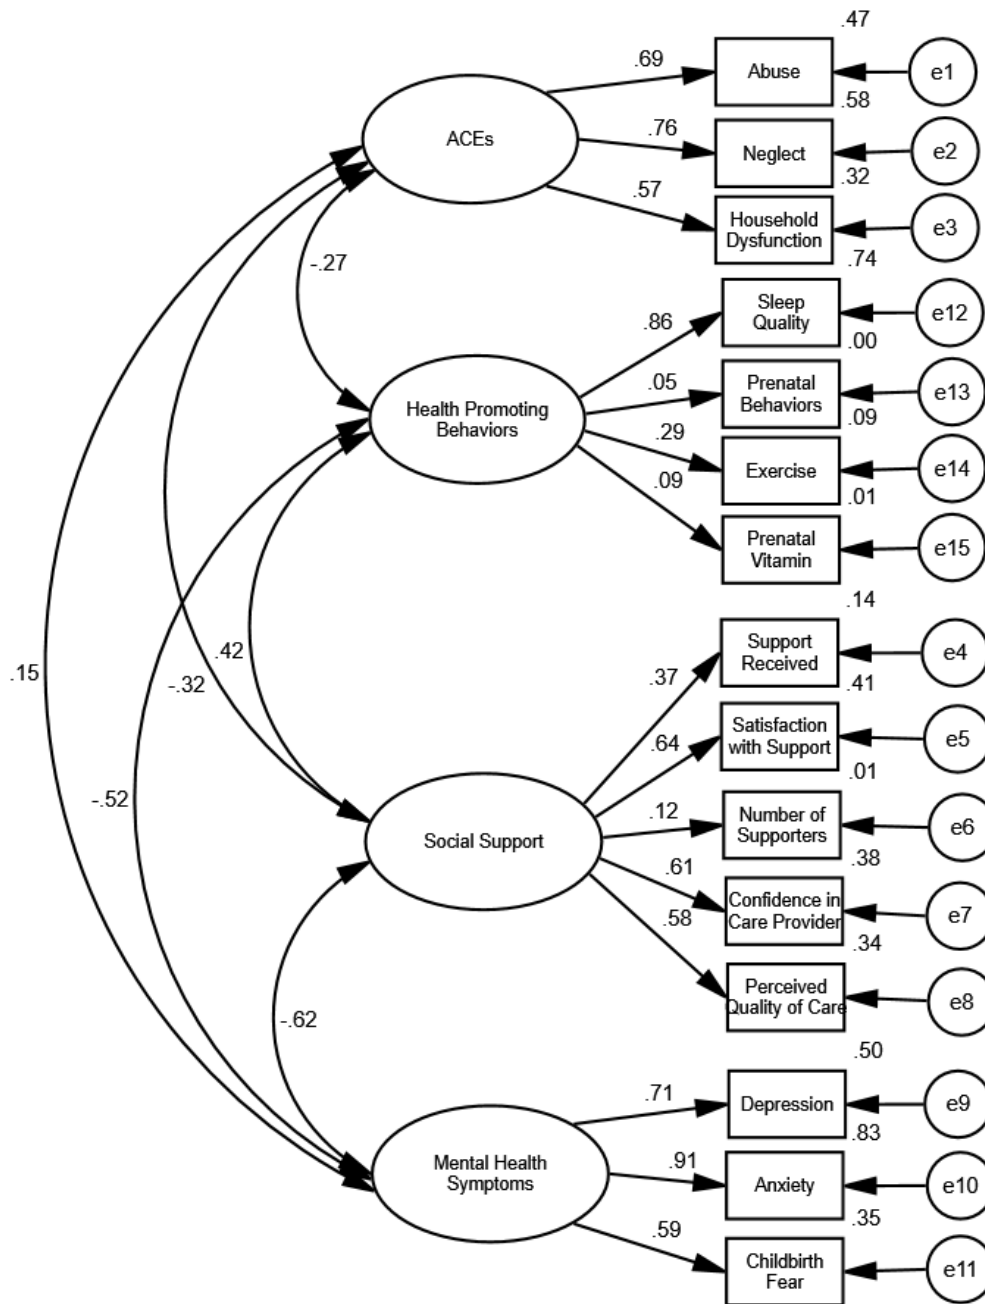 .47
.69
Abuse
e1
.58
ACEs
.76
Neglect
e2
.32
.57
Household
Dysfunction
e3
.74
-.27
Sleep
Quality
e12
.86
.00
Health Promoting
Behaviors
.05
Prenatal
Behaviors
e13
.09
.29
Exercise
e14
.09
.01
Prenatal
Vitamin
e15
.14
.42
.15
-.32
Support
Received
e4
.37
.41
.64
Satisfaction
with Support
e5
.01
-.52
Social Support
.12
Number of
Supporters
e6
.38
.61
Confidence in
Care Provider
e7
.58
.34
Perceived
Quality of Care
e8
-.62
.50
.71
Depression
e9
.83
Mental Health
Symptoms
.91
Anxiety
e10
.35
.59
Childbirth
Fear
e11